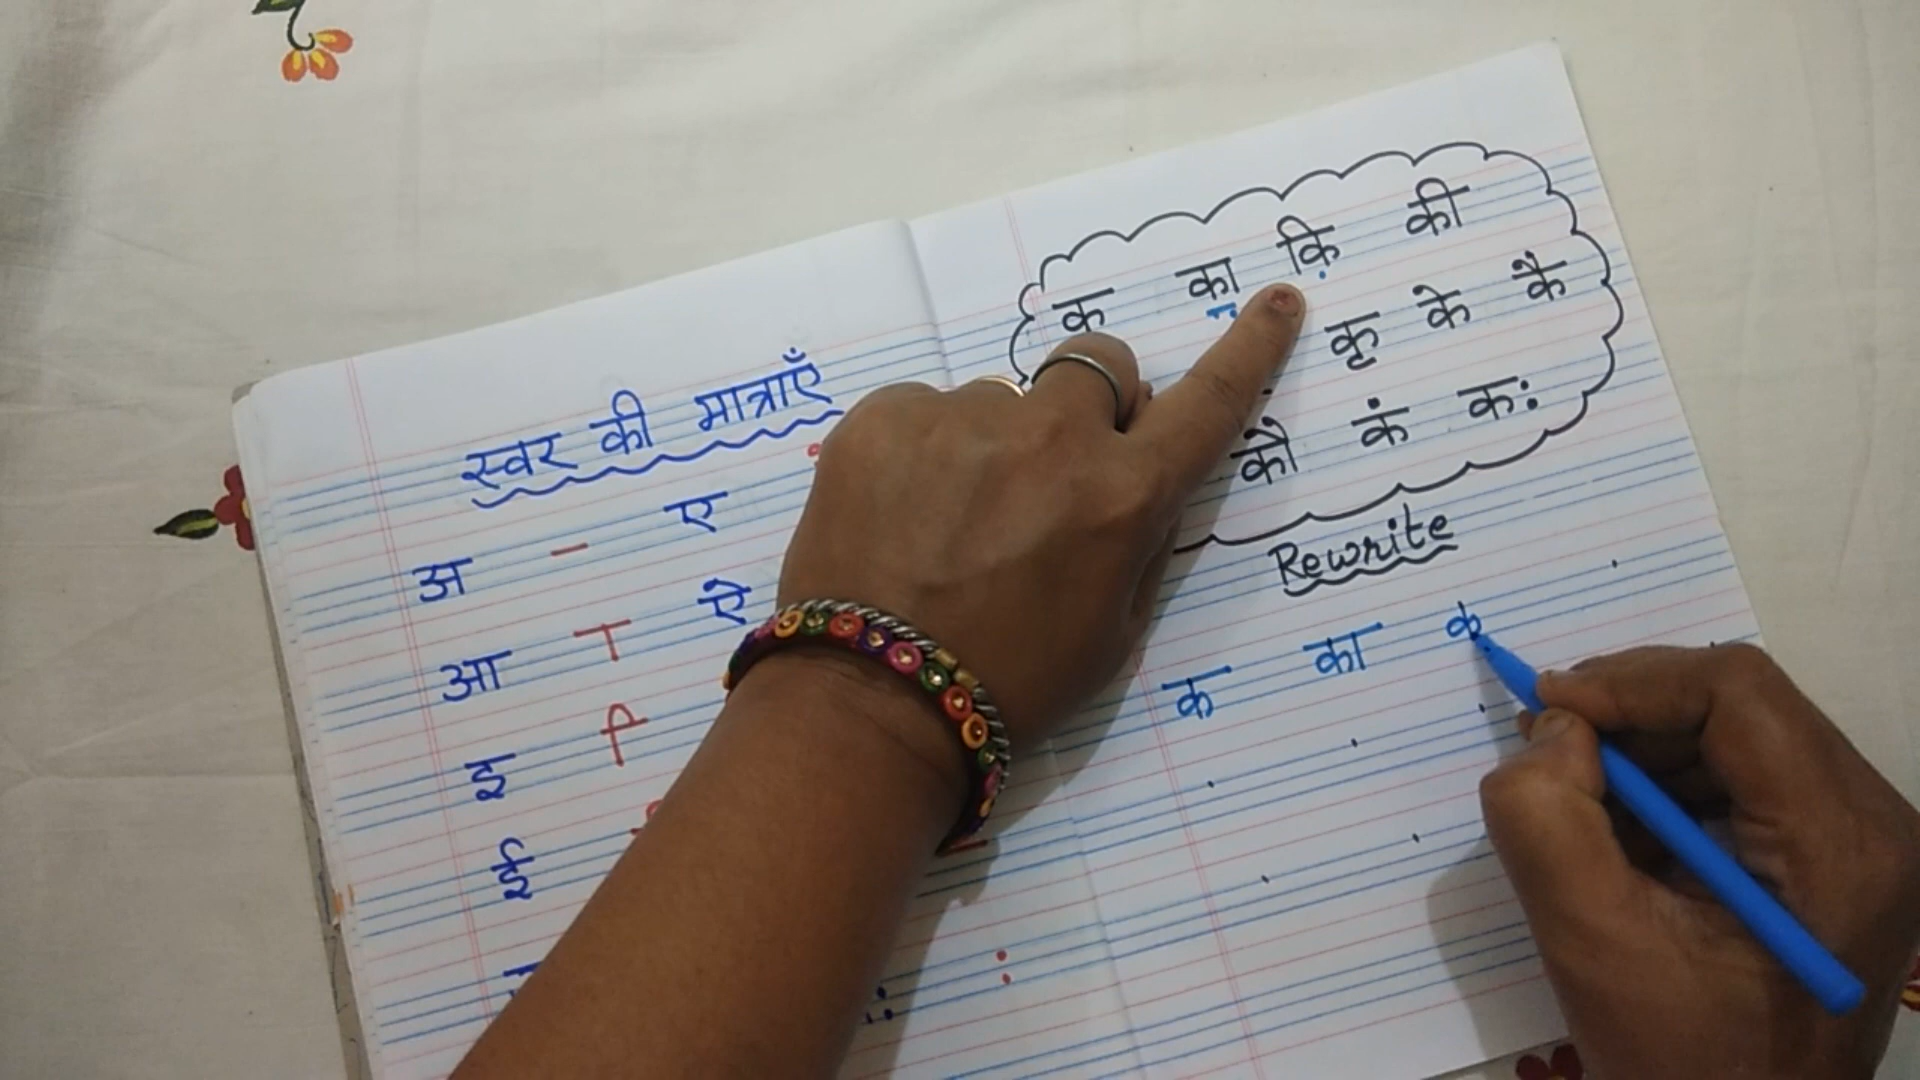 स्वर की मात्राएँ
अ - ए
आ ा ऐ
इ ि
ई
क का कि की
कृ के कै
कौ कं कः
Rewrite
क का क